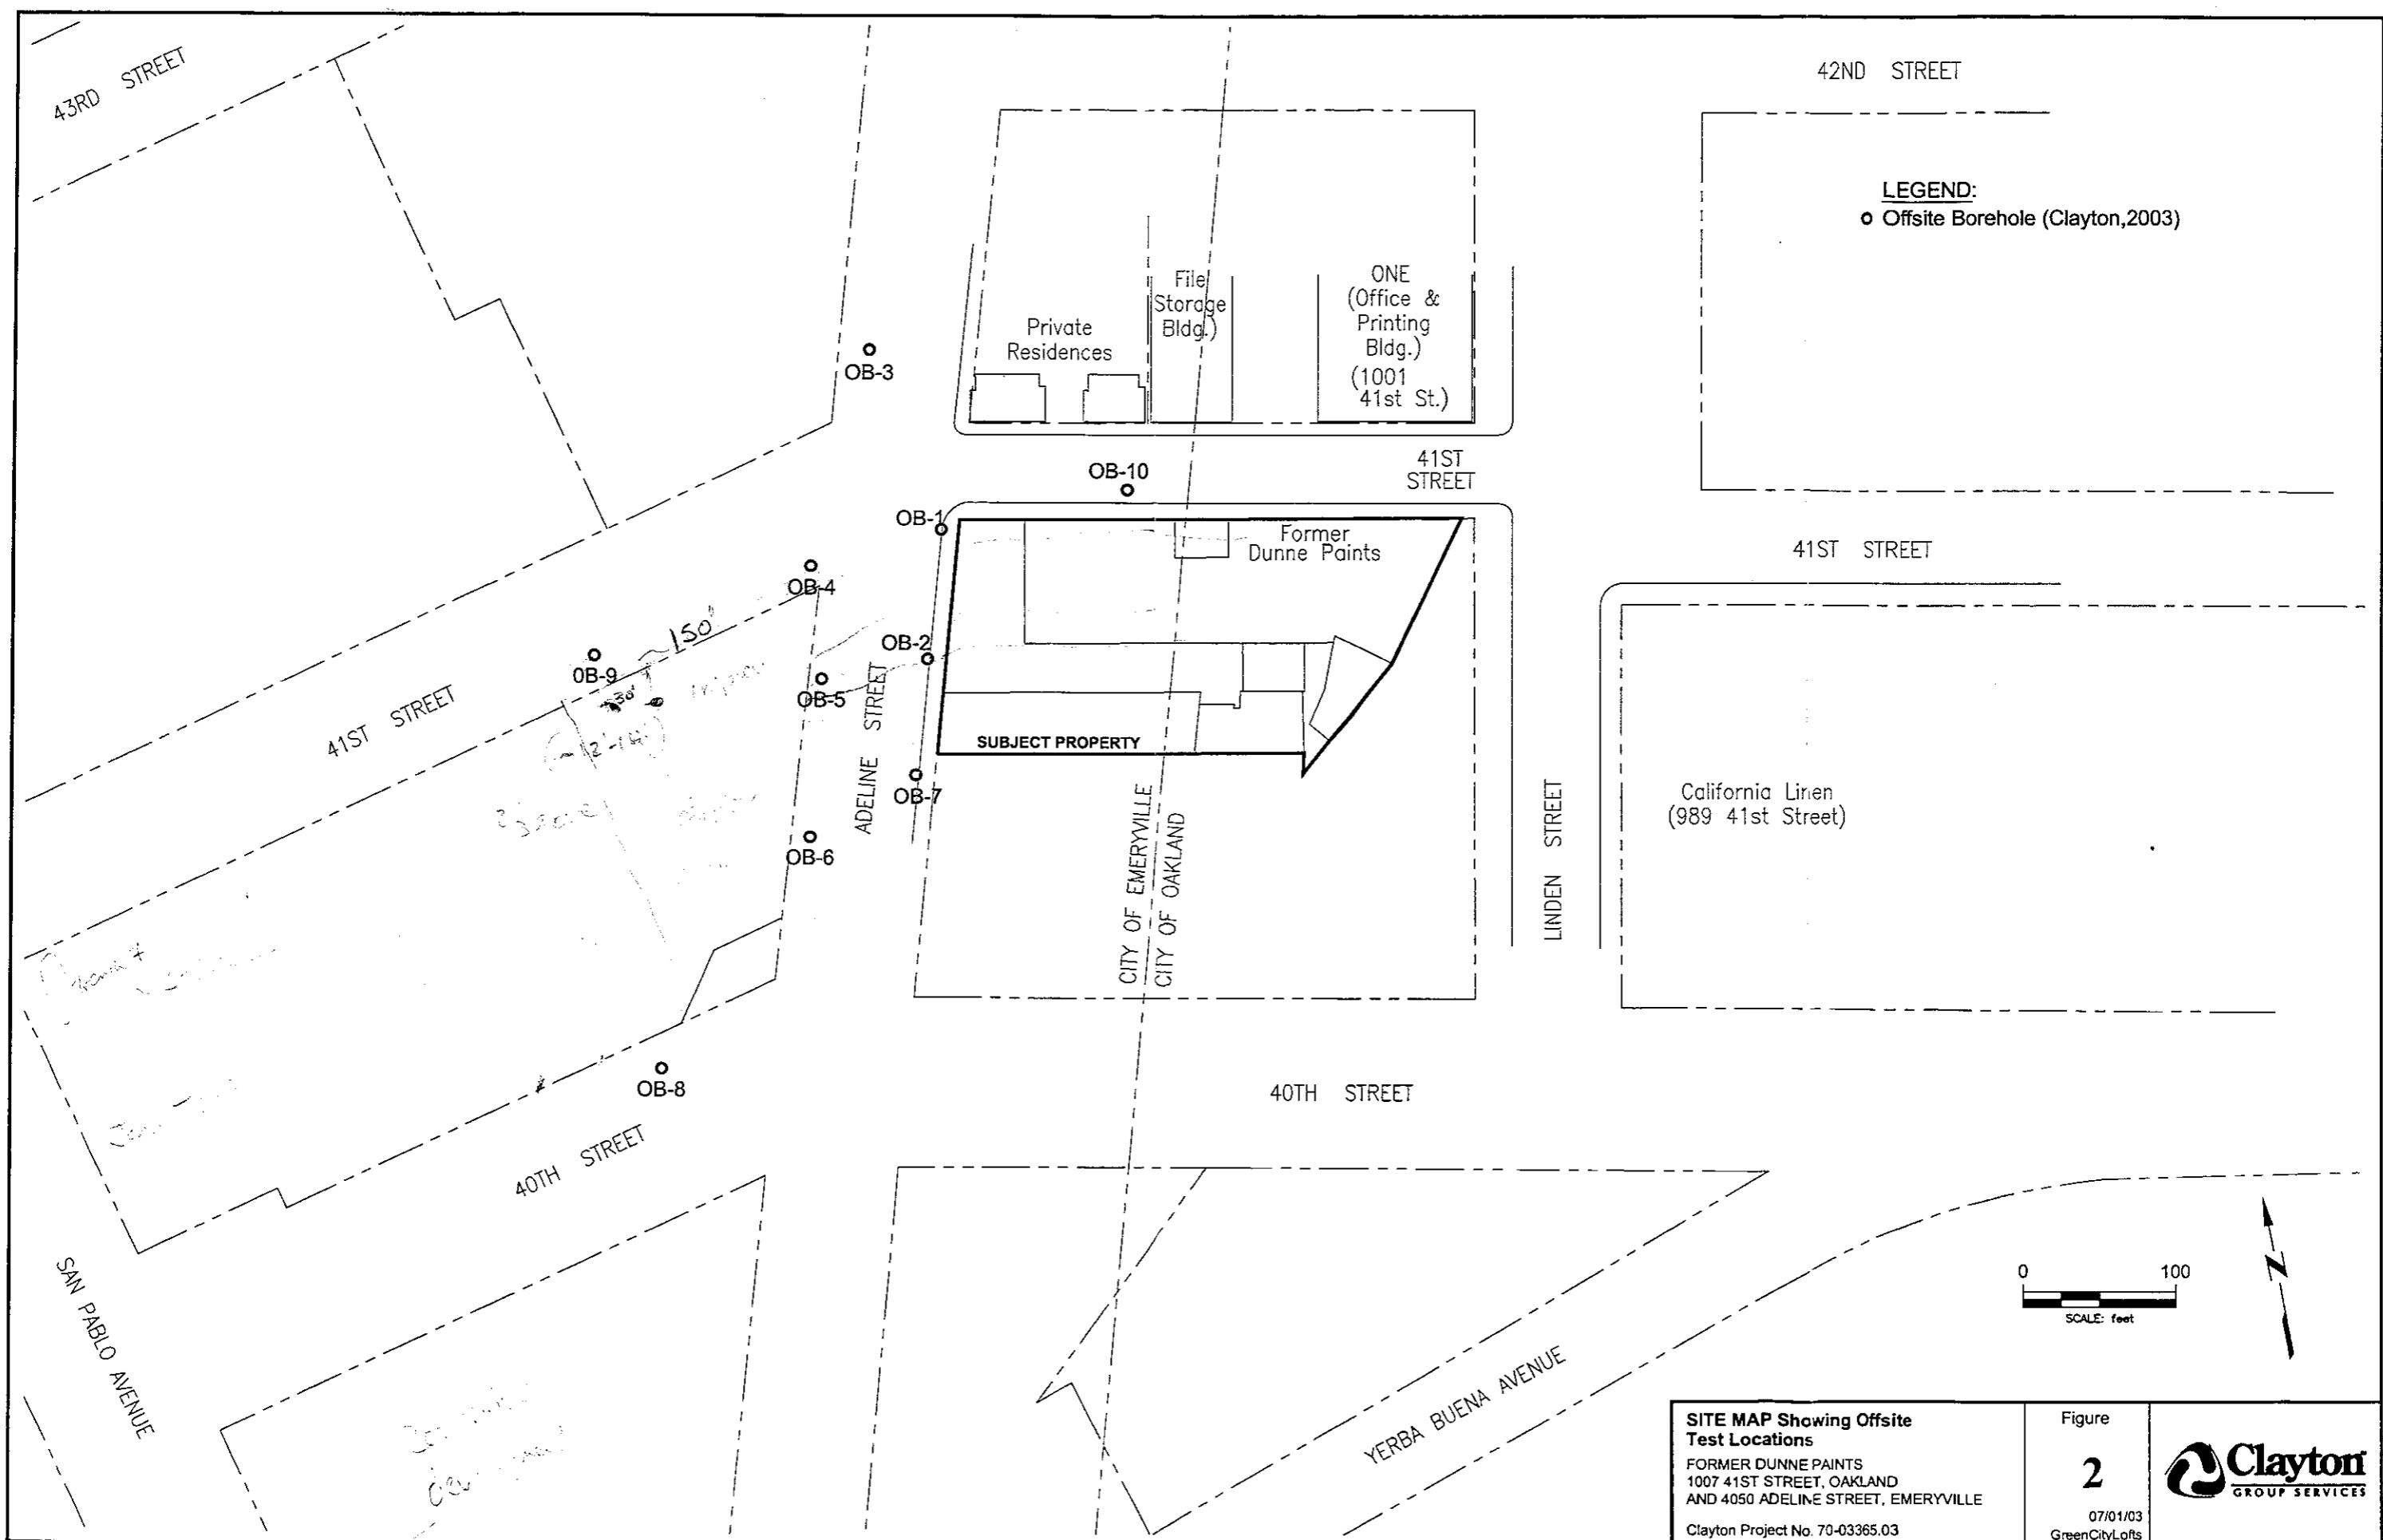 43RD STREET
42ND STREET
LEGEND:
Offsite Borehole (Clayton,2003)
File
Storage
Bldg.)
ONE
(Office &
Printing
Bldg.)
(1001
41st St.)
Private
Residences
OB-3
41ST
STREET
OB-10
OB-1
Former
Dunne Paints
41ST STREET
OB-4
150'
OB-2
OB-9
30'
OB-5
41ST STREET
SUBJECT PROPERTY
ADELINE STREET
OB-7
OB-6
CITY OF EMERYVILLE
CITY OF OAKLAND
LINDEN STREET
California Linen
(989 41st Street)
OB-8
40TH STREET
40TH STREET
SAN PABLO AVENUE
YERBA BUENA AVENUE
0 100
SCALE: feet
N
SITE MAP Showing Offsite
Test Locations
FORMER DUNNE PAINTS
1007 41ST STREET, OAKLAND
AND 4050 ADELINE STREET, EMERYVILLE
Clayton Project No. 70-03365.03
Figure
2
07/01/03
GreenCityLofts
Clayton
GROUP SERVICES